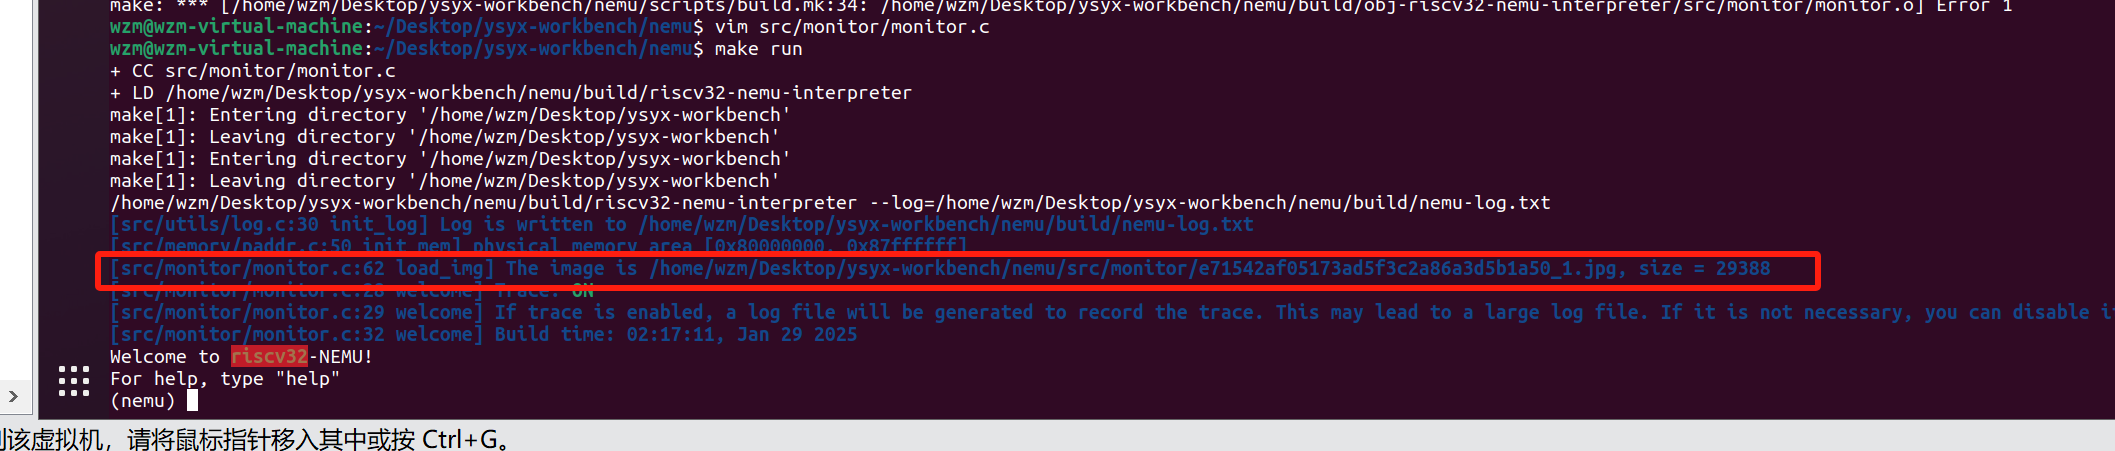 make: *** [/home/wzm/Desktop/ysyx-workbench/nemu/scripts/build.mk:34: /home/wzm/Desktop/ysyx-workbench/nemu/build/obj-riscv32-nemu-interpreter/src/monitor/monitor.o] Error 1
wzm@wzm-virtual-machine:~/Desktop/ysyx-workbench/nemu$ vim src/monitor/monitor.c
wzm@wzm-virtual-machine:~/Desktop/ysyx-workbench/nemu$ make run
+ CC src/monitor/monitor.c
+ LD /home/wzm/Desktop/ysyx-workbench/nemu/build/riscv32-nemu-interpreter
make[1]: Entering directory '/home/wzm/Desktop/ysyx-workbench'
make[1]: Leaving directory '/home/wzm/Desktop/ysyx-workbench'
make[1]: Entering directory '/home/wzm/Desktop/ysyx-workbench'
make[1]: Leaving directory '/home/wzm/Desktop/ysyx-workbench'
/home/wzm/Desktop/ysyx-workbench/nemu/build/riscv32-nemu-interpreter --log=/home/wzm/Desktop/ysyx-workbench/nemu/build/nemu-log.txt
[src/utils/log.c:30 init_log] Log is written to /home/wzm/Desktop/ysyx-workbench/nemu/build/nemu-log.txt
[src/memory/paddr.c:50 init_mem] physical memory area [0x80000000, 0x87ffffff]
[src/monitor/monitor.c:62 load_img] The image is /home/wzm/Desktop/ysyx-workbench/nemu/src/monitor/e71542af05173ad5f3c2a86a3d5b1a50_1.jpg, size = 29388
[src/monitor/monitor.c:28 welcome] Trace: ON
[src/monitor/monitor.c:29 welcome] If trace is enabled, a log file will be generated to record the trace. This may lead to a large log file. If it is not necessary, you can disable i
[src/monitor/monitor.c:32 welcome] Build time: 02:17:11, Jan 29 2025
Welcome to riscv32-NEMU!
For help, type "help"
(nemu)
该虚拟机，请将鼠标指针移入其中或按 Ctrl+G。